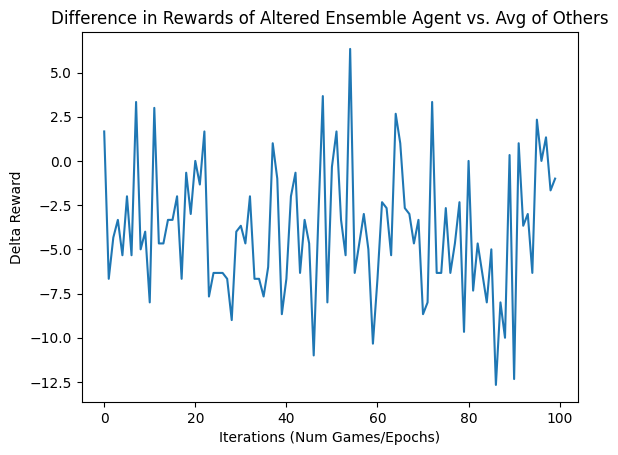 Difference in Rewards of Altered Ensemble Agent vs. Avg of Others
5.0
2.5
0.0
−2.5
−5.0
−7.5
−10.0
−12.5
Delta Reward
0 20 40 60 80 100
Iterations (Num Games/Epochs)